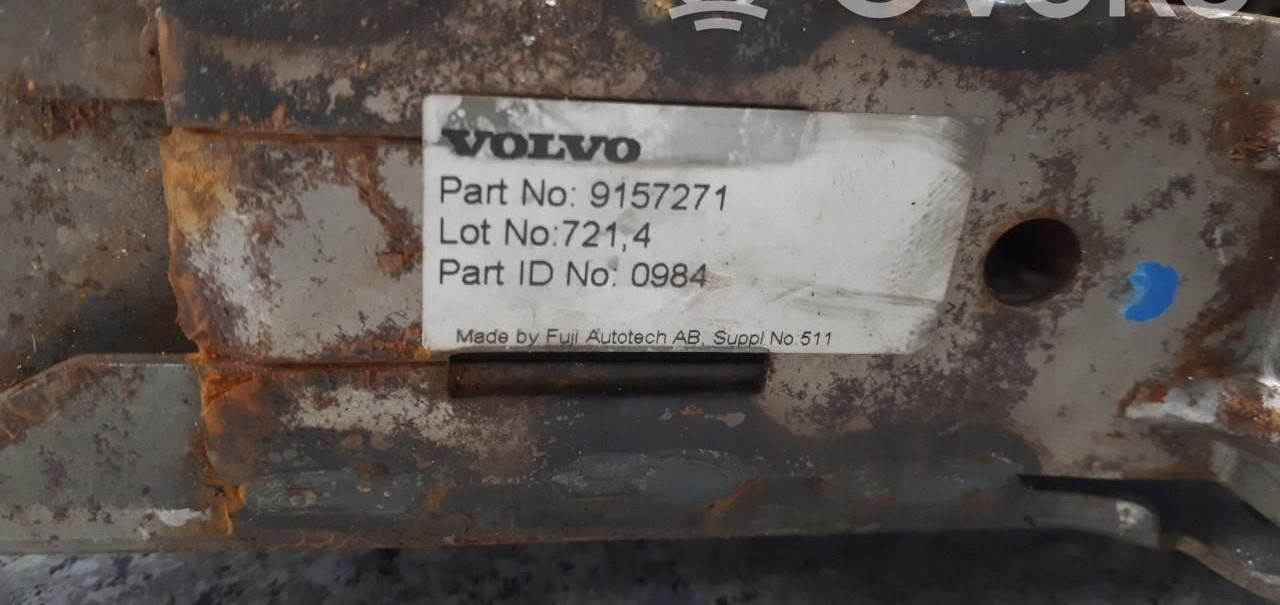 VOLVO
Part No: 9157271
Lot No:721,4
Part ID No: 0984
Made by Fuji Autotech AB, Suppl No:511